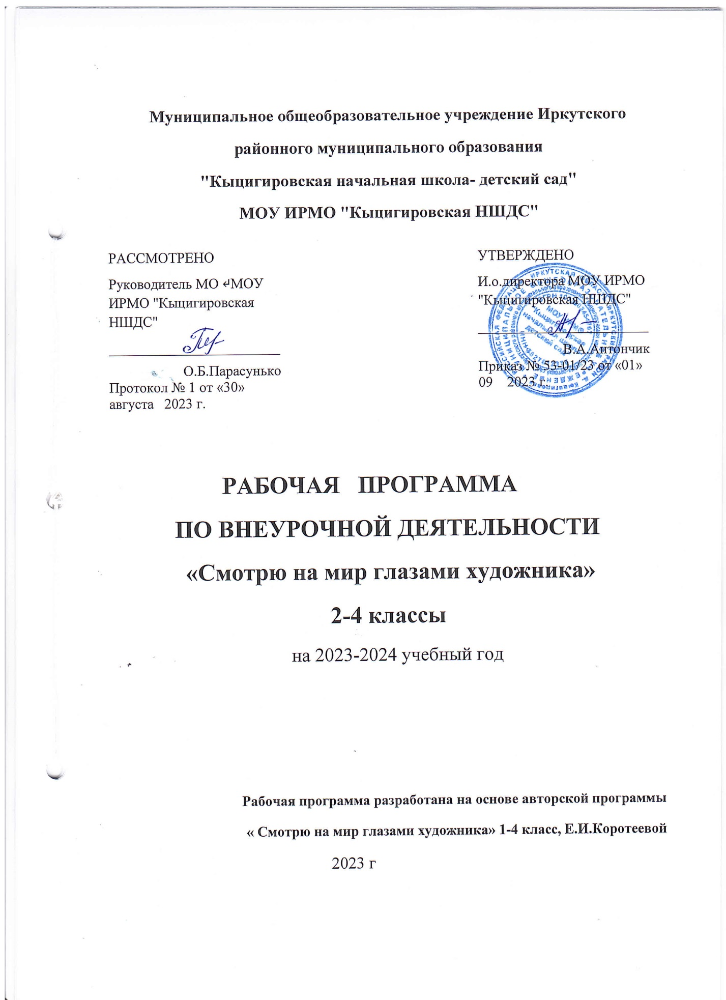 Муниципальное общеобразовательное учреждение Иркутского
районного муниципального образования
"Кыцигировская начальная школа- детский сад"
МОУ ИРМО "Кыцигировская НШДС"
РАССМОТРЕНО
Руководитель МО ↵МОУ
ИРМО "Кыцигировская
НШДС"
О.Б.Парасунько
Протокол № 1 от «30»
августа 2023 г.
УТВЕРЖДЕНО
И.о.директора МОУ ИРМО
"Кыцигировская НШДС"
В.А.Антончик
Приказ № 53-01/23 от «01»
09 2023 г.
РАБОЧАЯ ПРОГРАММА
ПО ВНЕУРОЧНОЙ ДЕЯТЕЛЬНОСТИ
«Смотрю на мир глазами художника»
2-4 классы
на 2023-2024 учебный год
Рабочая программа разработана на основе авторской программы
« Смотрю на мир глазами художника» 1-4 класс, Е.И.Коротеевой
2023 г